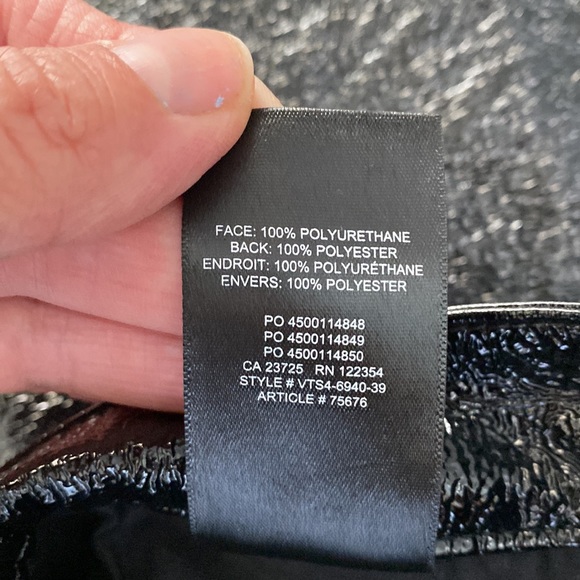 FACE: 100% POLYURETHANE
BACK: 100% POLYESTER
ENDROIT: 100% POLYURÉTHANE
ENVERS: 100% POLYESTER
PO 4500114848
PO 4500114849
PO 4500114850
CA 23725 RN 122354
STYLE # VTS4-6940-39
ARTICLE # 75676